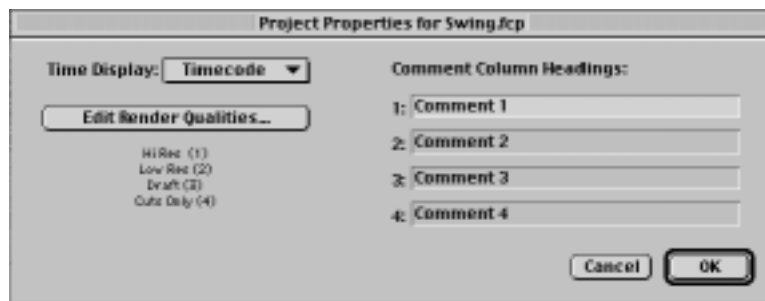 Project Properties for Swing.fcp
Time Display: Timecode
Edit Render Qualities...
Hi Res (1)
Low Res (2)
Draft (3)
Cuts Only (4)
Comment Column Headings:
1: Comment 1
2: Comment 2
3: Comment 3
4: Comment 4
Cancel
OK